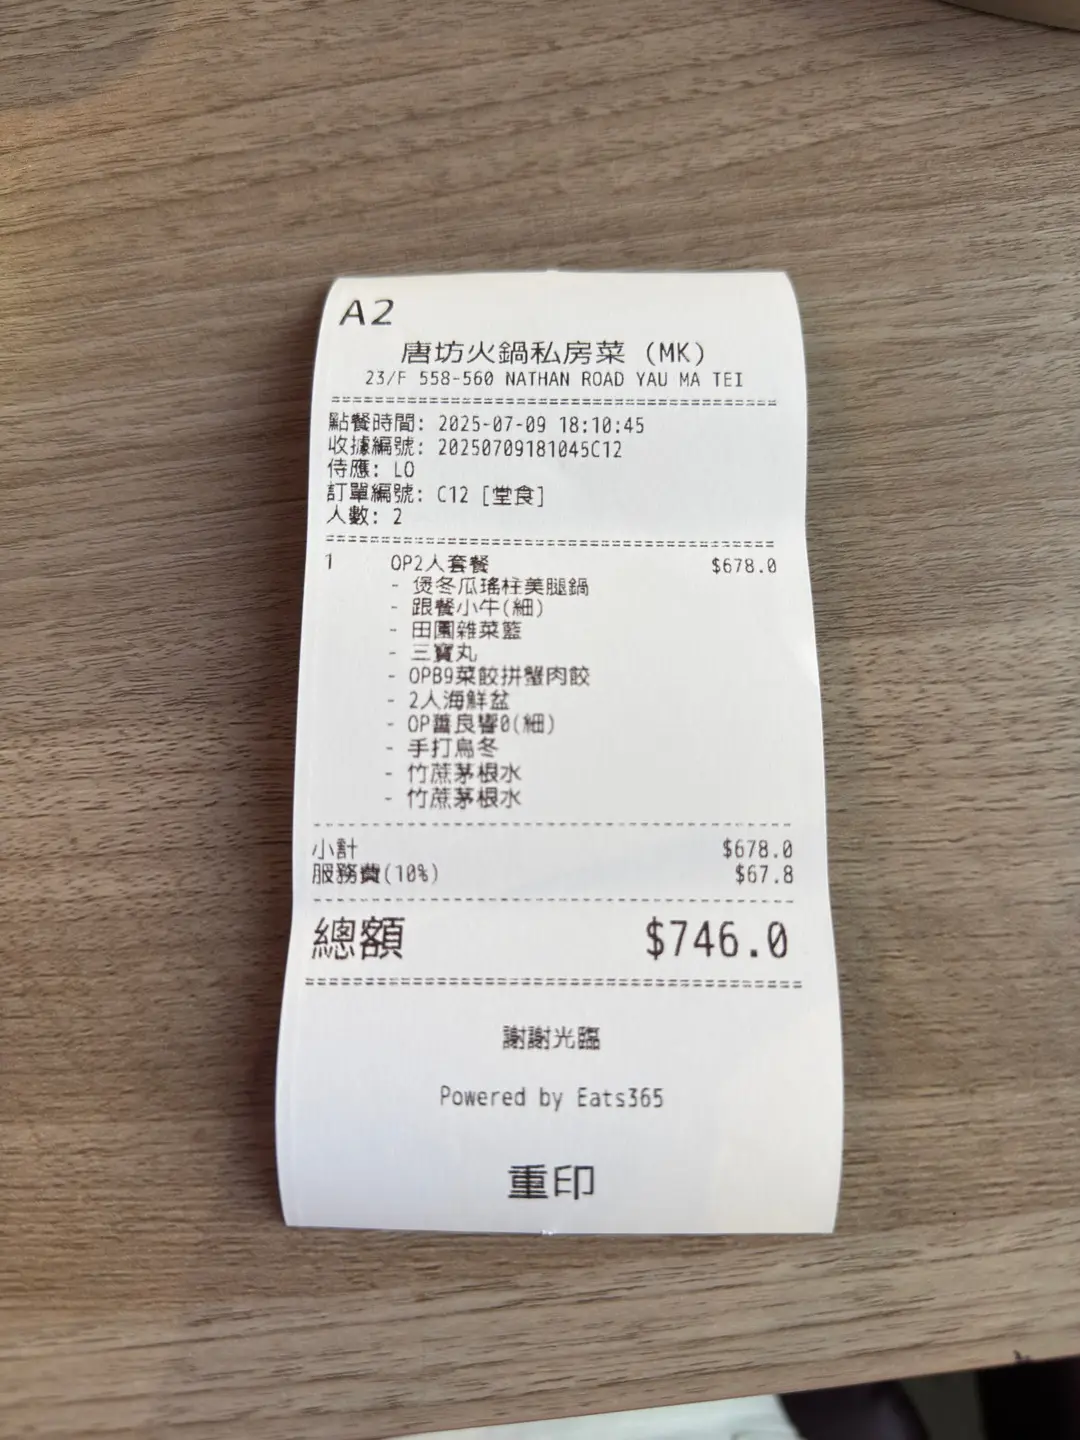 A2
唐坊火鍋私房菜 (MK)
23/F 558-560 NATHAN ROAD YAU MA TEI
點餐時間: 2025-07-09 18:10:45
收據編號: 20250709181045C12
侍應: LO
訂單編號: C12 [堂食]
人數: 2
1 OP2人套餐 $678.0
- 煲冬瓜瑤柱美腿鍋
- 跟餐小牛(細)
- 田園雜菜籃
- 三寶丸
- OPB9菜餃拼蟹肉餃
- 2人海鮮盆
- OP醬良響0(細)
- 手打烏冬
- 竹蔗茅根水
- 竹蔗茅根水
小計 $678.0
服務費(10%) $67.8
總額 $746.0
謝謝光臨
Powered by Eats365
重印